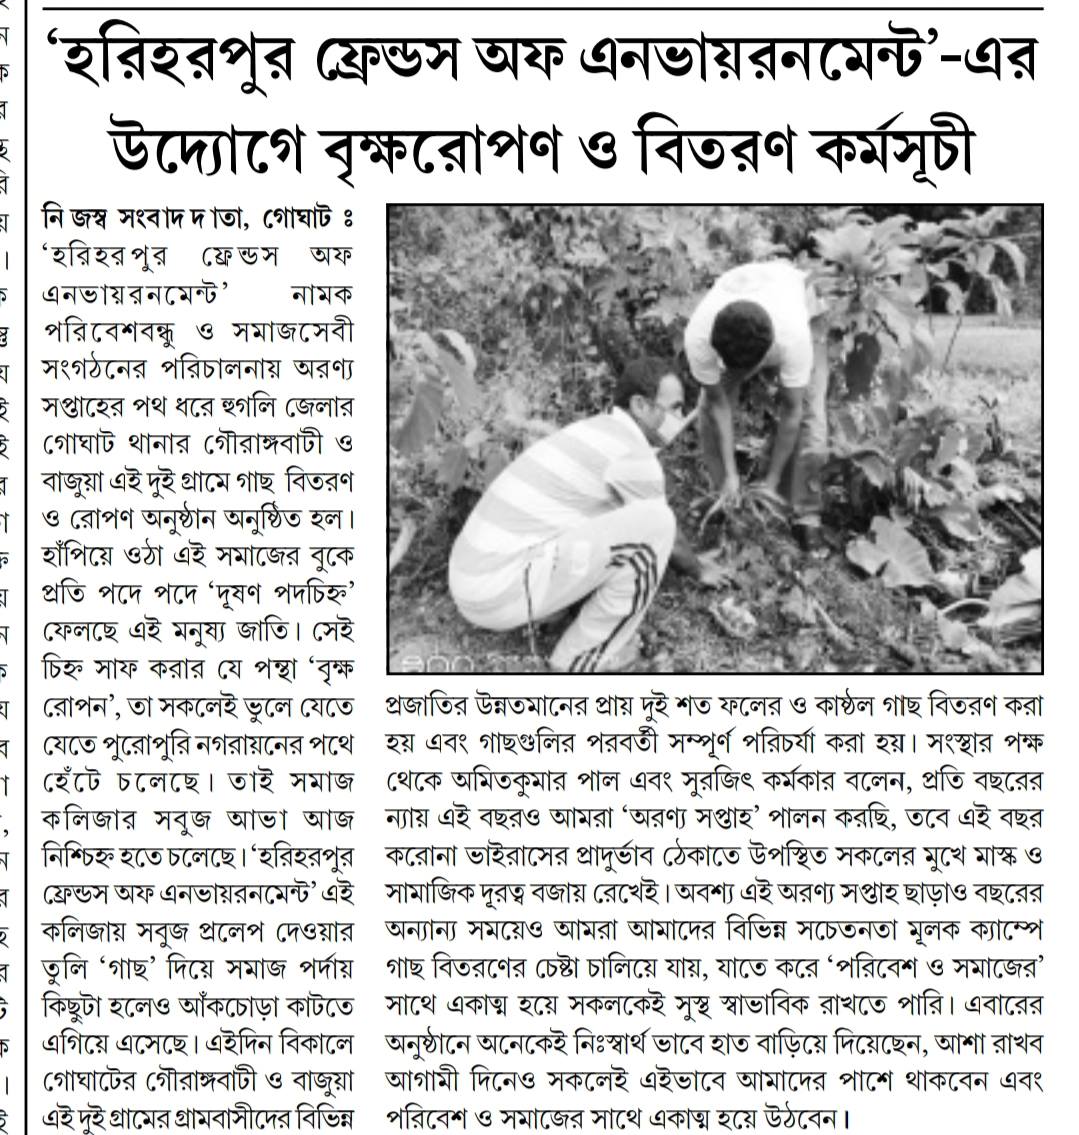 ‘হরিহরপুর ফ্রেন্ডস অফ এনভায়রনমেন্ট’-এর
উদ্যোগে বৃক্ষরোপণ ও বিতরণ কর্মসূচী
নিজস্ব সংবাদদাতা, গোঘাট ঃ
‘হরিহরপুর ফ্রেন্ডস অফ
এনভায়রনমেন্ট’ নামক
পরিবেশবন্ধু ও সমাজসেবী
সংগঠনের পরিচালনায় অরণ্য
সপ্তাহের পথ ধরে হুগলি জেলার
গোঘাট থানার গৌরাঙ্গবাটী ও
বাজুয়া এই দুই গ্রামে গাছ বিতরণ
ও রোপণ অনুষ্ঠান অনুষ্ঠিত হল।
হাঁপিয়ে ওঠা এই সমাজের বুকে
প্রতি পদে পদে ‘দূষণ পদচিহ্ন’
ফেলছে এই মনুষ্য জাতি। সেই
চিহ্ন সাফ করার যে পন্থা ‘বৃক্ষ
রোপন’, তা সকলেই ভুলে যেতে
যেতে পুরোপুরি নগরায়নের পথে
হেঁটে চলেছে। তাই সমাজ
কলিজার সবুজ আভা আজ
নিশ্চিহ্ন হতে চলেছে। ‘হরিহরপুর
ফ্রেন্ডস অফ এনভায়রনমেন্ট’ এই
কলিজায় সবুজ প্রলেপ দেওয়ার
তুলি ‘গাছ’ দিয়ে সমাজ পর্দায়
কিছুটা হলেও আঁকচোড়া কাটতে
এগিয়ে এসেছে। এইদিন বিকালে
গোঘাটের গৌরাঙ্গবাটী ও বাজুয়া
এই দুই গ্রামের গ্রামবাসীদের বিভিন্ন
প্রজাতির উন্নতমানের প্রায় দুই শত ফলের ও কাষ্ঠল গাছ বিতরণ করা
হয় এবং গাছগুলির পরবর্তী সম্পূর্ণ পরিচর্যা করা হয়। সংস্থার পক্ষ
থেকে অমিতকুমার পাল এবং সুরজিৎ কর্মকার বলেন, প্রতি বছরের
ন্যায় এই বছরও আমরা ‘অরণ্য সপ্তাহ’ পালন করছি, তবে এই বছর
করোনা ভাইরাসের প্রাদুর্ভাব ঠেকাতে উপস্থিত সকলের মুখে মাস্ক ও
সামাজিক দূরত্ব বজায় রেখেই। অবশ্য এই অরণ্য সপ্তাহ ছাড়াও বছরের
অন্যান্য সময়েও আমরা আমাদের বিভিন্ন সচেতনতা মূলক ক্যাম্পে
গাছ বিতরণের চেষ্টা চালিয়ে যায়, যাতে করে ‘পরিবেশ ও সমাজের’
সাথে একাত্ম হয়ে সকলকেই সুস্থ স্বাভাবিক রাখতে পারি। এবারের
অনুষ্ঠানে অনেকেই নিঃস্বার্থ ভাবে হাত বাড়িয়ে দিয়েছেন, আশা রাখব
আগামী দিনেও সকলেই এইভাবে আমাদের পাশে থাকবেন এবং
পরিবেশ ও সমাজের সাথে একাত্ম হয়ে উঠবেন।